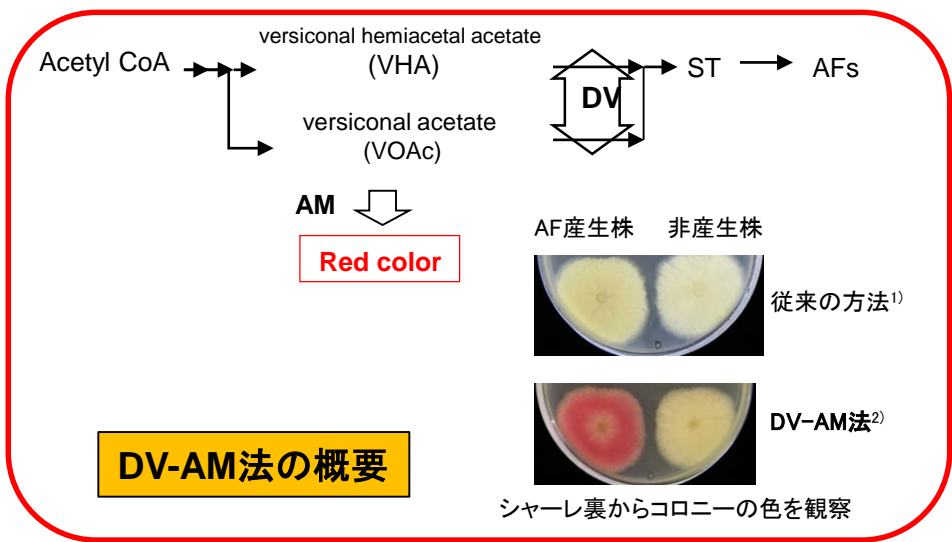 versiconal hemiacetal acetate
Acetyl CoA
(VHA)
ST
AFs
DV
versiconal acetate
(VOAc)
AM
Red color
AF産生株 非産生株
従来の方法1)
DV-AM法2)
DV-AM法の概要
シャーレ裏からコロニーの色を観察